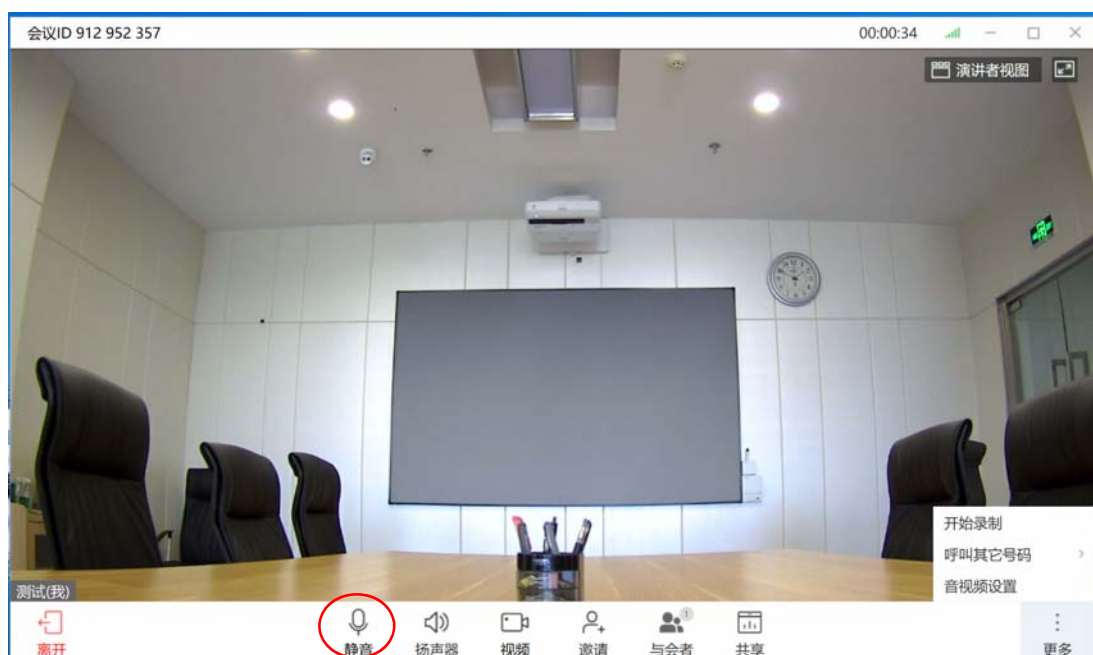 会议ID 912 952 357
00:00:34
演讲者视图
开始录制
呼叫其它号码
音视频设置
测试(我)
离开
静音
扬声器
视频
邀请
与会者
1
共享
更多